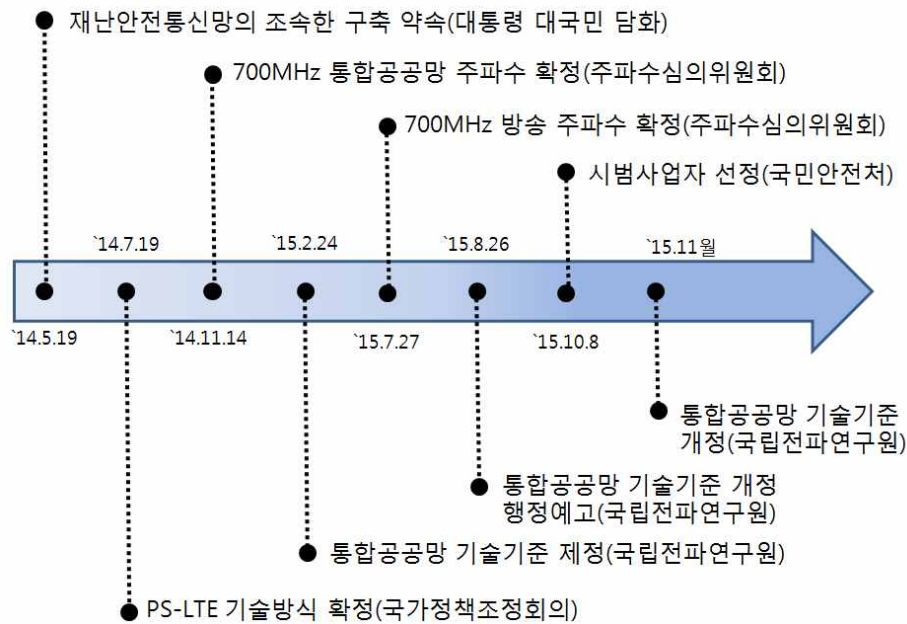 재난안전통신망의 조속한 구축 약속(대통령 대국민 담화)
700MHz 통합공공망 주파수 확정(주파수심의위원회)
700MHz 방송 주파수 확정(주파수심의위원회)
시범사업자 선정(국민안전처)
`14.7.19
`15.2.24
`15.8.26
`15.11월
`14.5.19
`14.11.14
`15.7.27
`15.10.8
통합공공망 기술기준
개정(국립전파연구원)
통합공공망 기술기준 개정
행정예고(국립전파연구원)
통합공공망 기술기준 제정(국립전파연구원)
PS-LTE 기술방식 확정(국가정책조정회의)